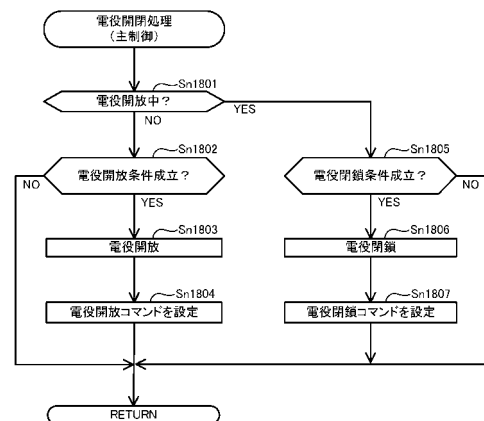 電役開閉処理
(主制御)
Sn1801
電役開放中?
YES
NO
Sn1802
電役開放条件成立?
NO
YES
Sn1803
電役開放
Sn1804
電役開放コマンドを設定
Sn1805
電役閉鎖条件成立?
NO
YES
Sn1806
電役閉鎖
Sn1807
電役閉鎖コマンドを設定
RETURN